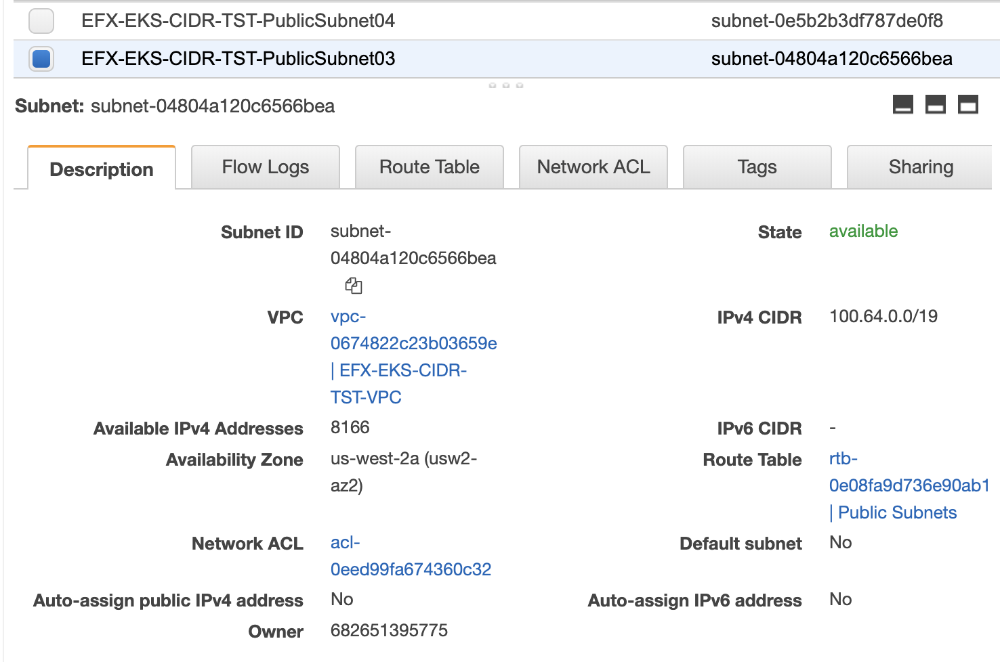 EFX-EKS-CIDR-TST-PublicSubnet04 subnet-0e5b2b3df787de0f8
EFX-EKS-CIDR-TST-PublicSubnet03 subnet-04804a120c6566bea
Subnet: subnet-04804a120c6566bea
Description Flow Logs Route Table Network ACL Tags Sharing
Subnet ID subnet-
04804a120c6566bea
State available
VPC vpc-
0674822c23b03659e
| EFX-EKS-CIDR-
TST-VPC
IPv4 CIDR 100.64.0.0/19
Available IPv4 Addresses 8166
IPv6 CIDR -
Availability Zone us-west-2a (usw2-
az2)
Route Table rtb-
0e08fa9d736e90ab1
| Public Subnets
Network ACL acl-
0eed99fa674360c32
Default subnet No
Auto-assign public IPv4 address No
Auto-assign IPv6 address No
Owner 682651395775